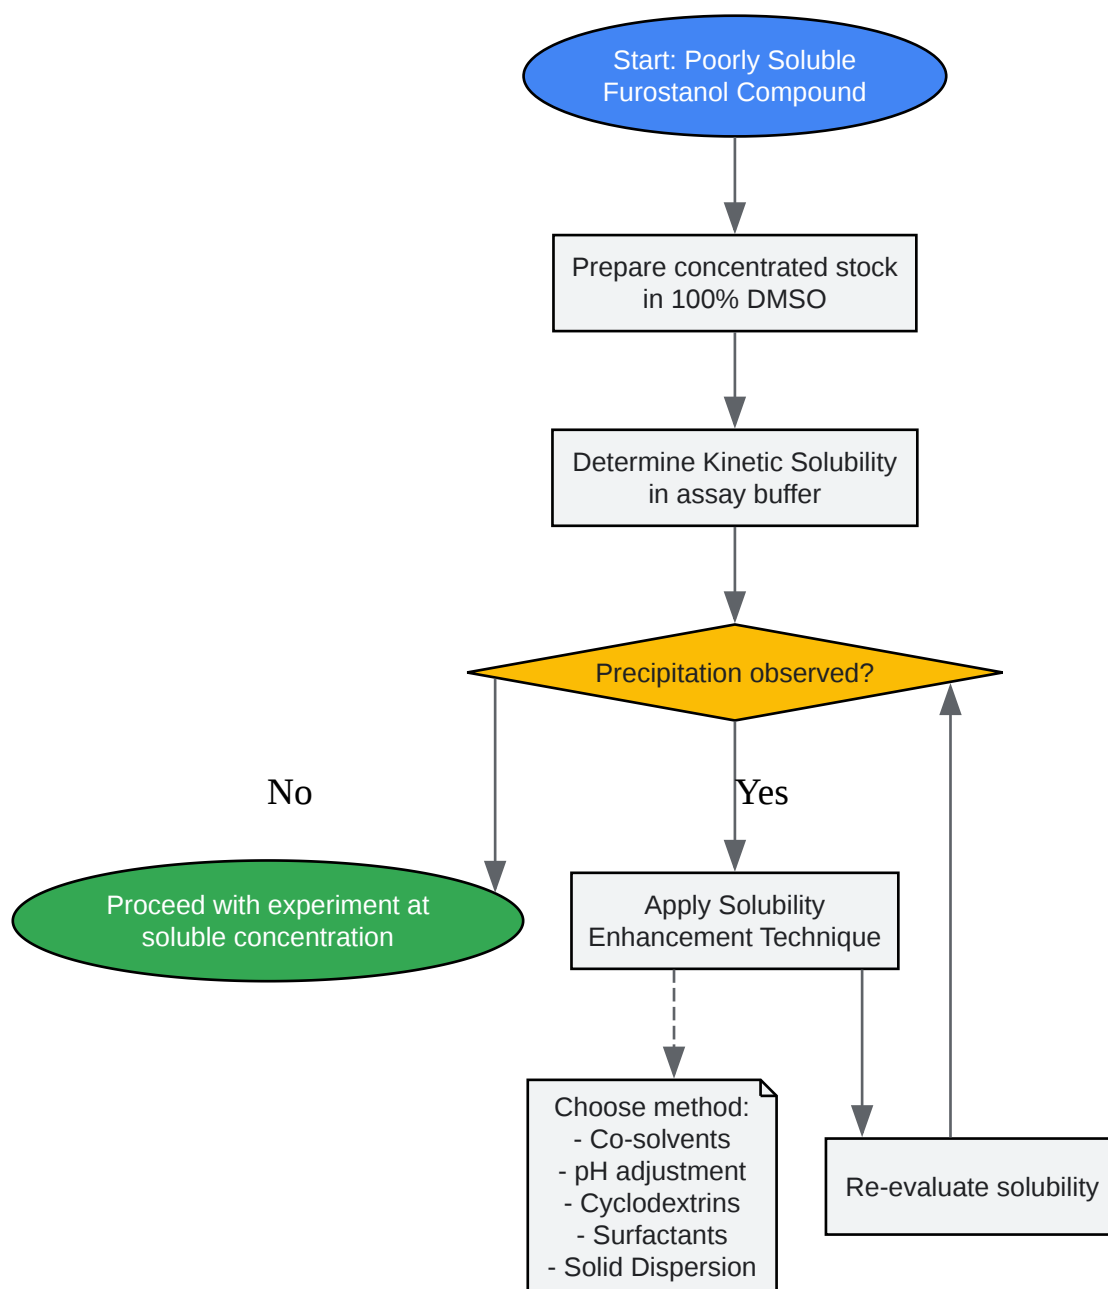 Start: Poorly Soluble
Furostanol Compound
Prepare concentrated stock
in 100% DMSO
Determine Kinetic Solubility
in assay buffer
Precipitation observed?
No
Yes
Proceed with experiment at
soluble concentration
Apply Solubility
Enhancement Technique
Choose method:
- Co-solvents
- pH adjustment
- Cyclodextrins
- Surfactants
- Solid Dispersion
Re-evaluate solubility